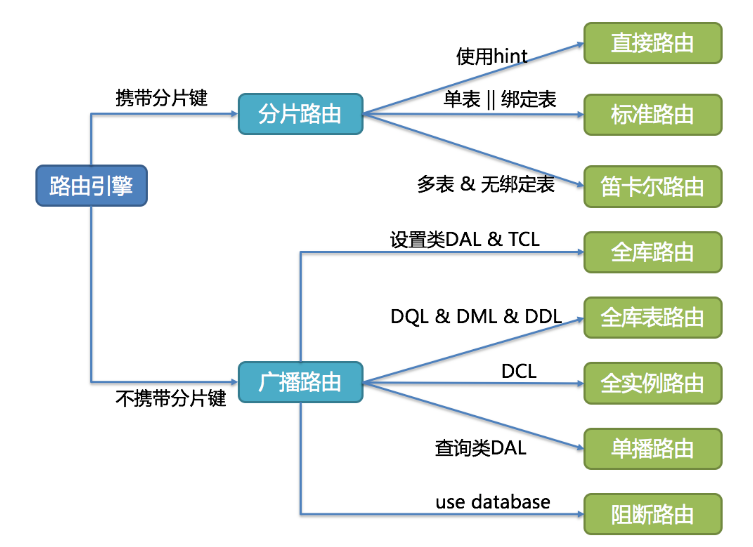 直接路由
使用hint
携带分片键
单表 || 绑定表
分片路由
标准路由
路由引擎
多表 & 无绑定表
笛卡尔路由
设置类DAL & TCL
全库路由
DQL & DML & DDL
全库表路由
不携带分片键
广播路由
DCL
全实例路由
查询类DAL
单播路由
use database
阻断路由